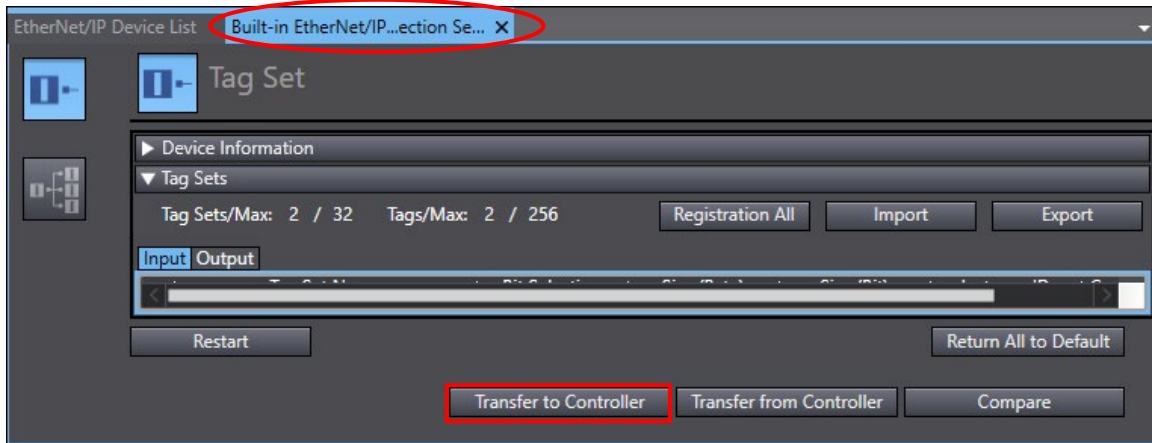 EtherNet/IP Device List Built-in EtherNet/IP...ection Se... X
Tag Set
Device Information
Tag Sets
Tag Sets/Max: 2 / 32 Tags/Max: 2 / 256 Registration All Import Export
Input Output
Restart Return All to Default
Transfer to Controller Transfer from Controller Compare